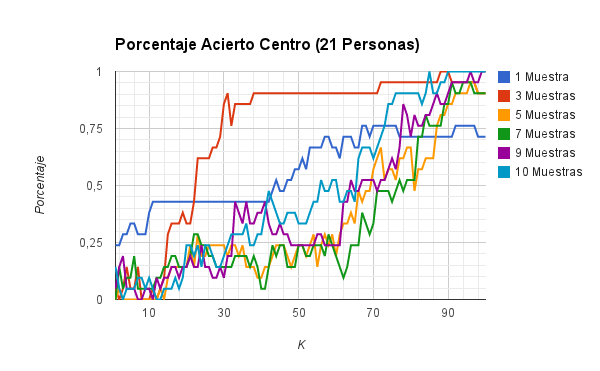 Porcentaje Acierto Centro (21 Personas)
1
0,75
0,5
0,25
0
Porcentaje
10
30
50
70
90
K
1 Muestra
3 Muestras
5 Muestras
7 Muestras
9 Muestras
10 Muestras